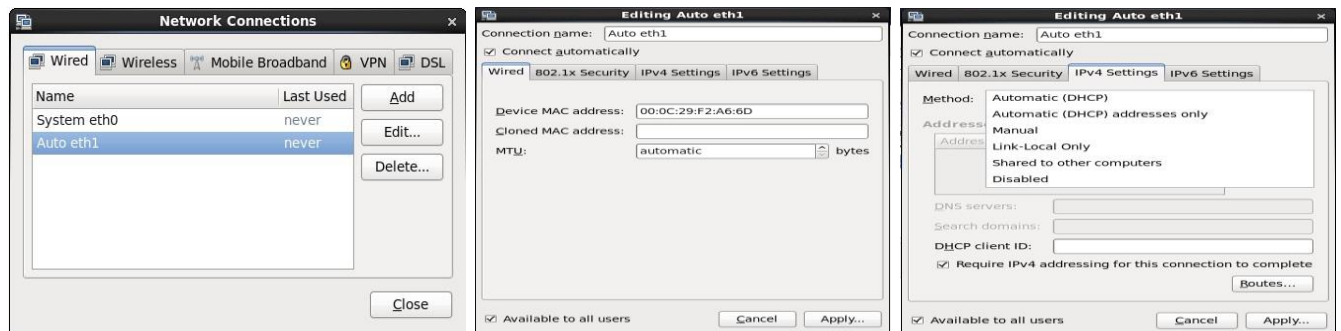 Network Connections
Wired Wireless Mobile Broadband VPN DSL
Name Last Used
System eth0 never
Auto eth1 never
Add
Edit...
Delete...
Close
Editing Auto eth1
Connection name: Auto eth1
Connect automatically
Wired 802.1x Security IPv4 Settings IPv6 Settings
Device MAC address: 00:0C:29:F2:A6:6D
Cloned MAC address:
MTU: automatic bytes
Available to all users Cancel Apply...
Editing Auto eth1
Connection name: Auto eth1
Connect automatically
Wired 802.1x Security IPv4 Settings IPv6 Settings
Method: Automatic (DHCP)
Automatic (DHCP) addresses only
Manual
Link-Local Only
Shared to other computers
Disabled
DNS servers:
Search domains:
DHCP client ID:
Require IPv4 addressing for this connection to complete
Routes...
Available to all users Cancel Apply...